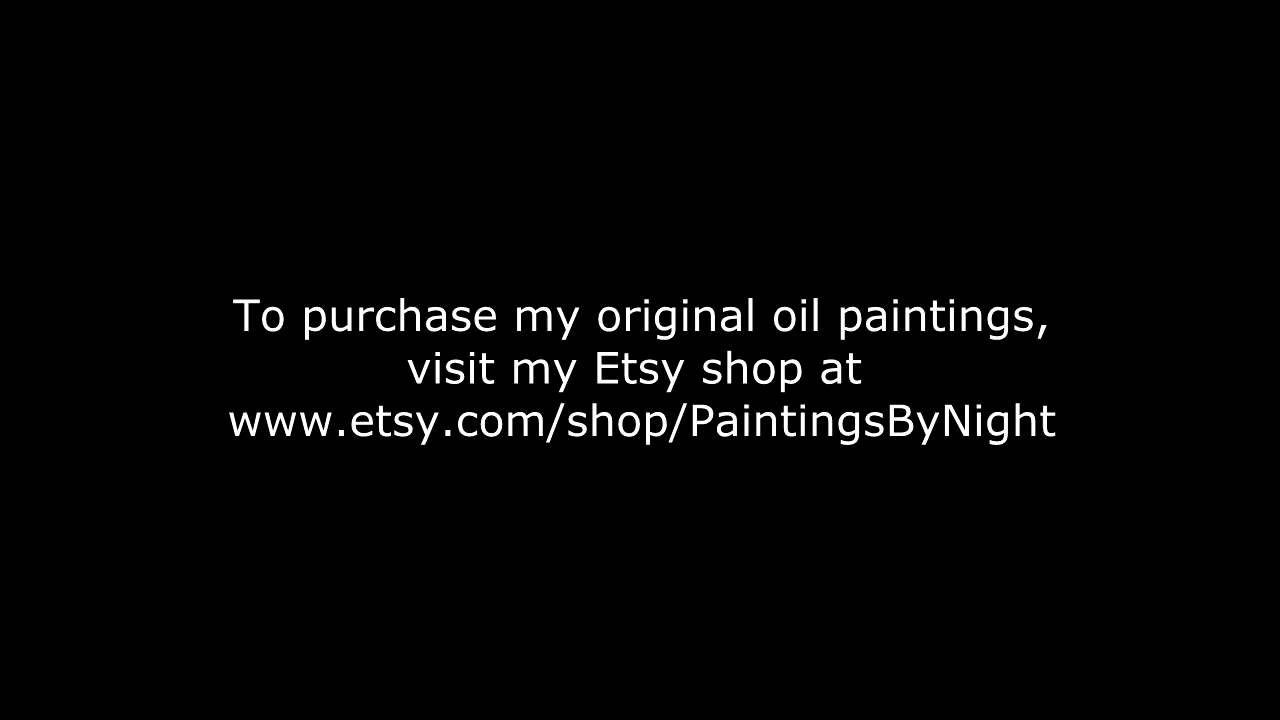 To purchase my original oil paintings,
visit my Etsy shop at
www.etsy.com/shop/PaintingsByNight